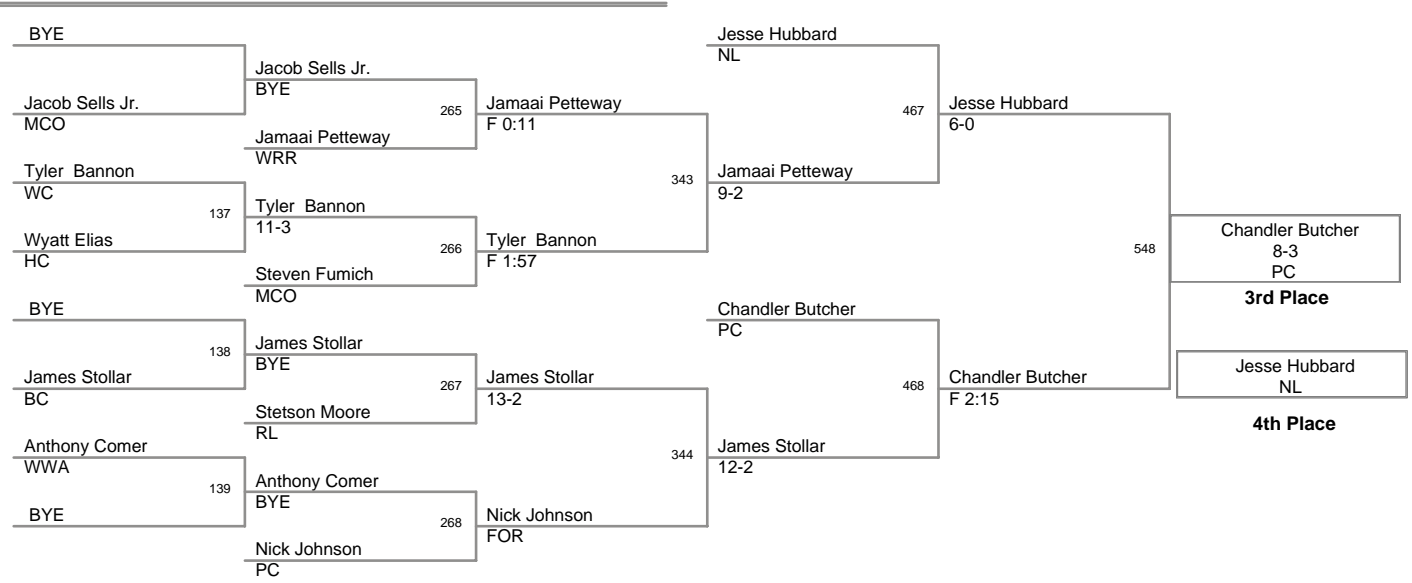 BYE
Jacob Sells Jr.
MCO
Tyler  Bannon
WC
137
Wyatt Elias
HC
BYE
138
James Stollar
BC
Anthony Comer
WWA
139
BYE
Jacob Sells Jr.
BYE
265
Jamaai Petteway
WRR
Tyler  Bannon
11-3
266
Steven Fumich
MCO
James Stollar
BYE
267
Stetson Moore
RL
Anthony Comer
BYE
268
Nick Johnson
PC
Jamaai Petteway
F 0:11
343
Tyler  Bannon
F 1:57
James Stollar
13-2
344
Nick Johnson
FOR
Jesse Hubbard
NL
467
Jamaai Petteway
9-2
Chandler Butcher
PC
468
James Stollar
12-2
Jesse Hubbard
6-0
548
Chandler Butcher
F 2:15
Chandler Butcher
8-3
PC
3rd Place
Jesse Hubbard
NL
4th Place